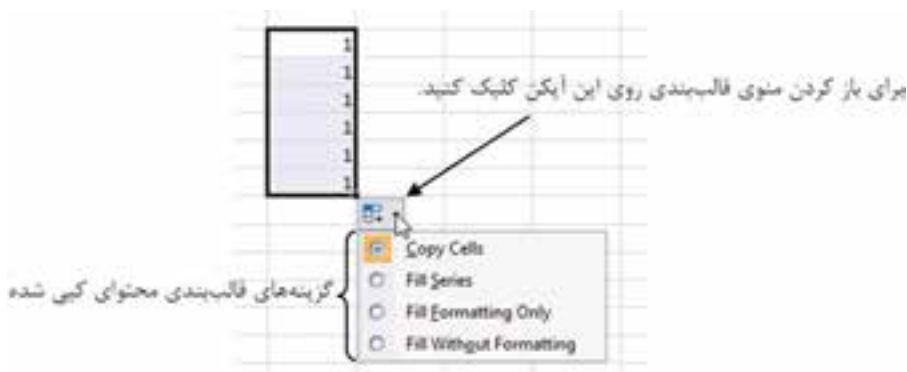 1
1
1
1
1
1
برای باز کردن منوی قالب‌بندی روی این آیکن کلیک کنید.
Copy Cells
Fill Series
گزینه‌های قالب‌بندی محتوای کپی شده
Fill Formatting Only
Fill Without Formatting